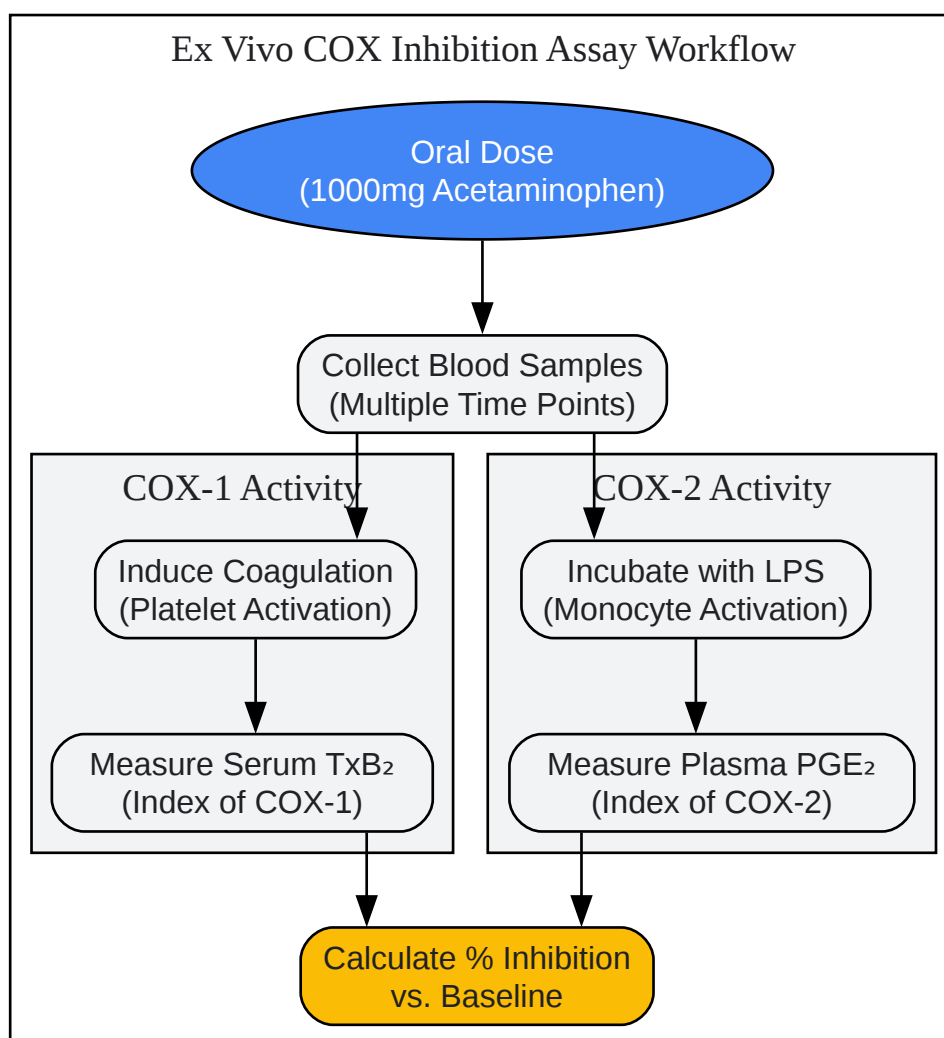 Ex Vivo COX Inhibition Assay Workflow
Oral Dose
(1000mg Acetaminophen)
Collect Blood Samples
(Multiple Time Points)
COX-1 Activity
Induce Coagulation
(Platelet Activation)
Measure Serum TxB₂
(Index of COX-1)
COX-2 Activity
Incubate with LPS
(Monocyte Activation)
Measure Plasma PGE₂
(Index of COX-2)
Calculate % Inhibition
vs. Baseline